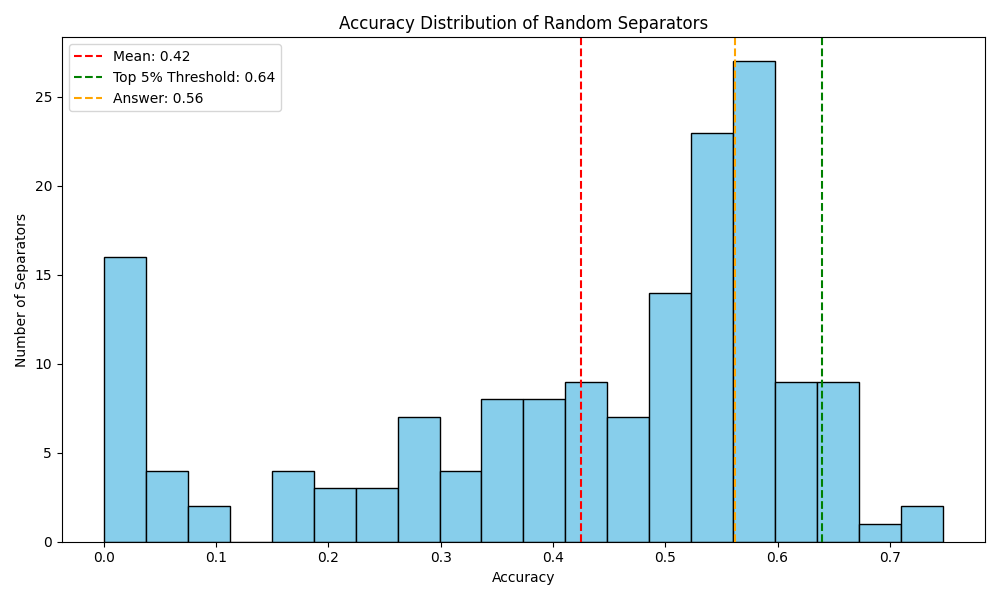 Accuracy Distribution of Random Separators
Mean: 0.42
Top 5% Threshold: 0.64
Answer: 0.56
Number of Separators
25
20
15
10
5
0
0.0 0.1 0.2 0.3 0.4 0.5 0.6 0.7
Accuracy